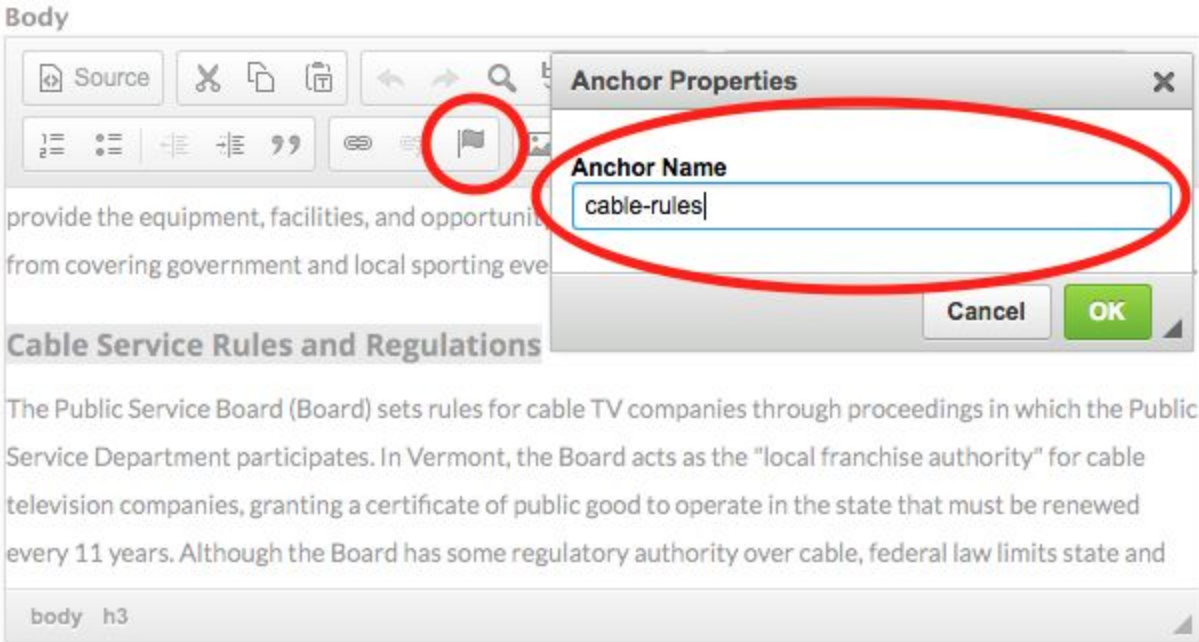 Body
Source
Anchor Properties
Anchor Name
cable-rules
provide the equipment, facilities, and
from covering government and local sporting
Cancel OK
Cable Service Rules and Regulations
The Public Service Board (Board) sets rules for cable TV companies through proceedings in which the Public
Service Department participates. In Vermont, the Board acts as the "local franchise authority" for cable
television companies, granting a certificate of public good to operate in the state that must be renewed
every 11 years. Although the Board has some regulatory authority over cable, federal law limits state and
body h3